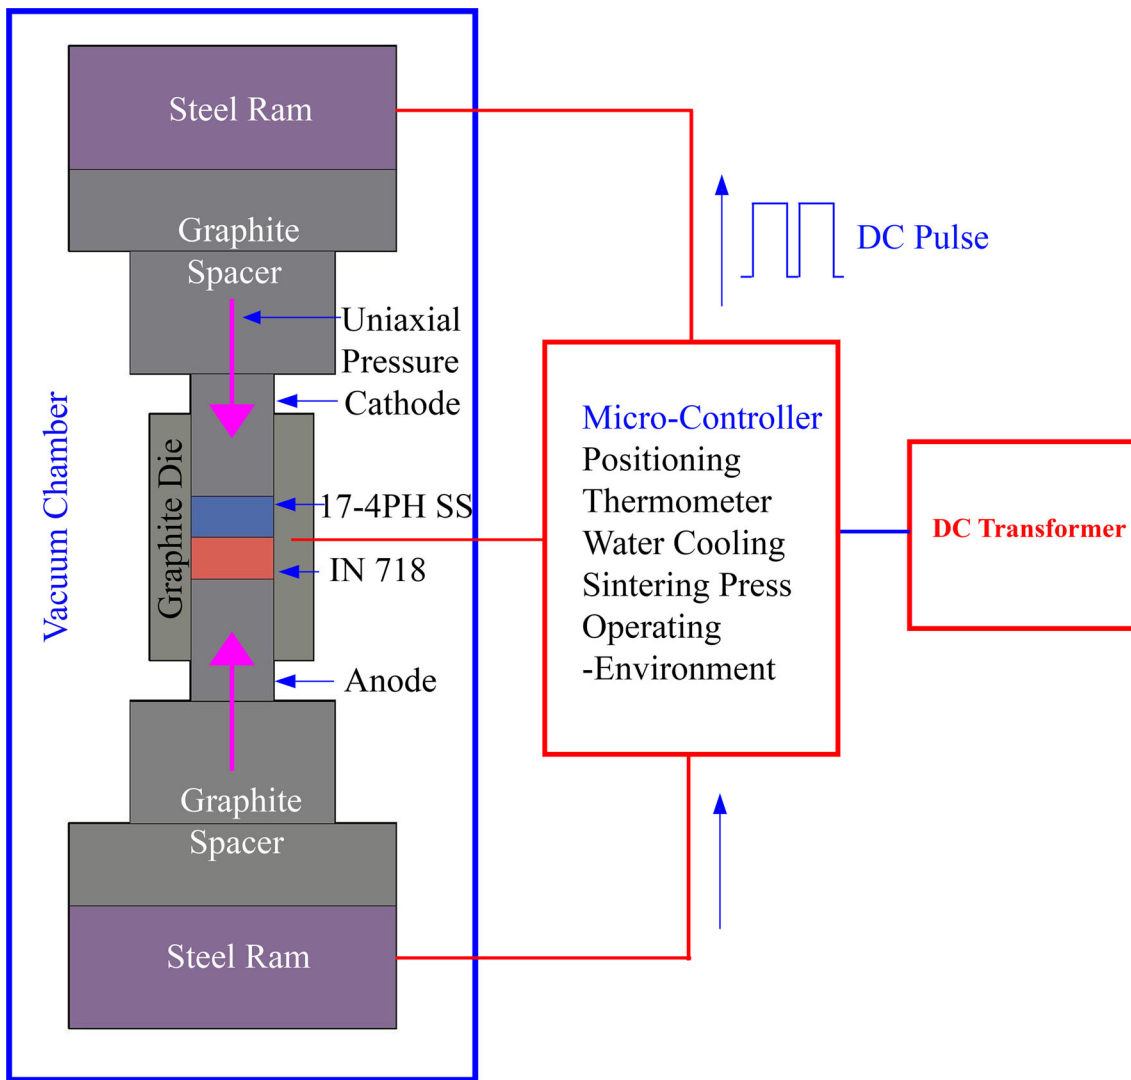 Steel Ram
Graphite
Spacer
Uniaxial
Pressure
Cathode
Vacuum Chamber
Graphite Die
17-4PH SS
IN 718
Anode
Graphite
Spacer
Steel Ram
DC Pulse
Micro-Controller
Positioning
Thermometer
Water Cooling
Sintering Press
Operating
-Environment
DC Transformer